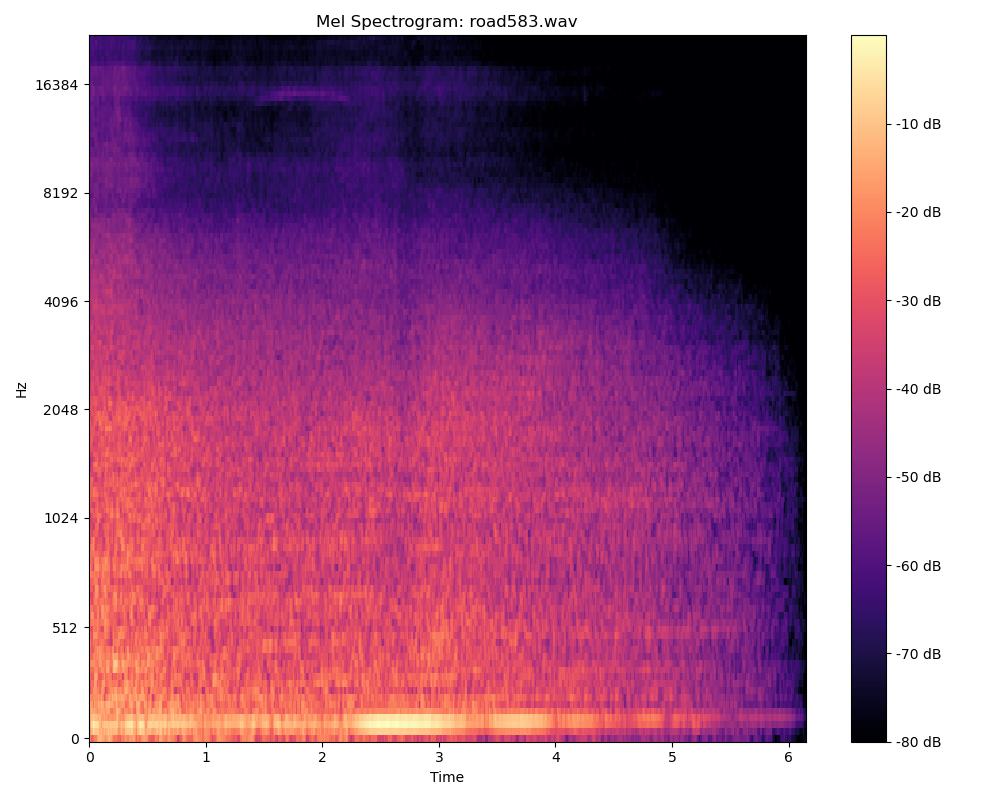 Mel Spectrogram: road583.wav
16384
8192
4096
2048
1024
512
0
Hz
0 1 2 3 4 5 6
Time
-10 dB
-20 dB
-30 dB
-40 dB
-50 dB
-60 dB
-70 dB
-80 dB